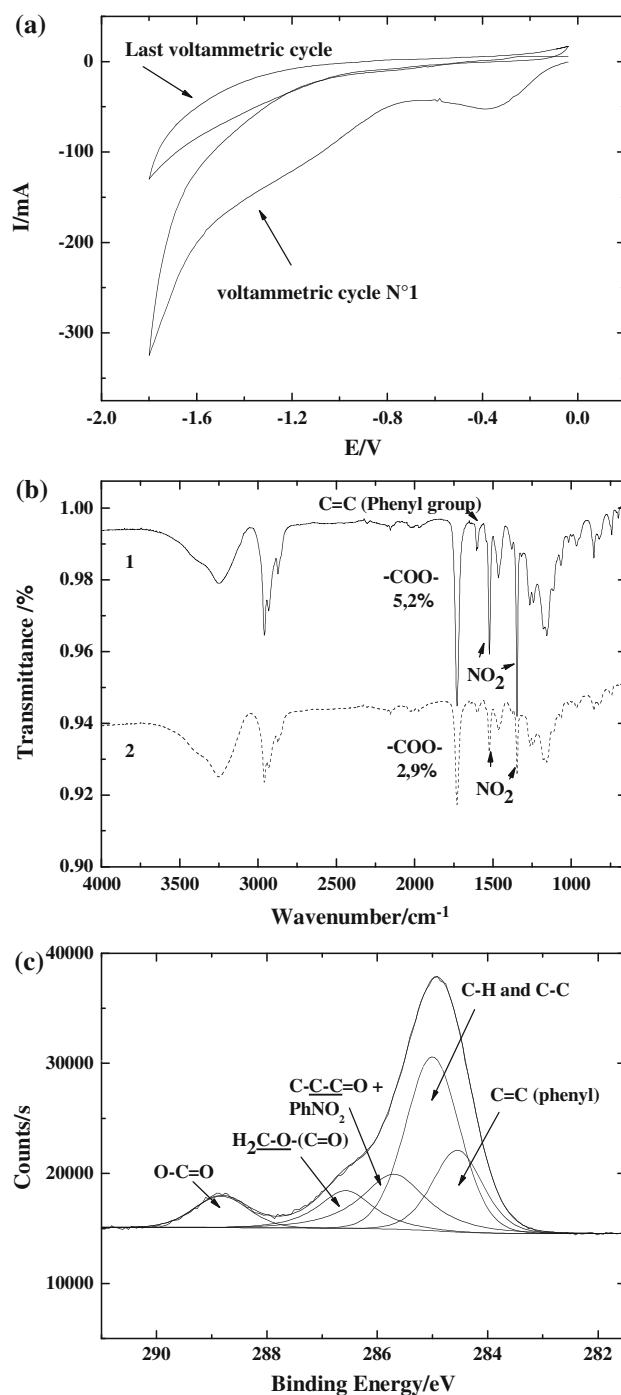 (a)
Last voltammetric cycle
voltammetric cycle N°1
I/mA
0
-100
-200
-300
-2.0
-1.6
-1.2
-0.8
-0.4
0.0
E/V
(b)
C=C (Phenyl group)
1.00
0.98
0.96
0.94
0.92
0.90
Transmittance /%
1
-COO-
5,2%
NO2
2
-COO-
2,9%
NO2
4000
3500
3000
2500
2000
1500
1000
Wavenumber/cm-1
(c)
40000
30000
20000
10000
Counts/s
C-H and C-C
C-C-C=O +
PhNO2
C=C (phenyl)
H2C-O-(C=O)
O-C=O
290
288
286
284
282
Binding Energy/eV